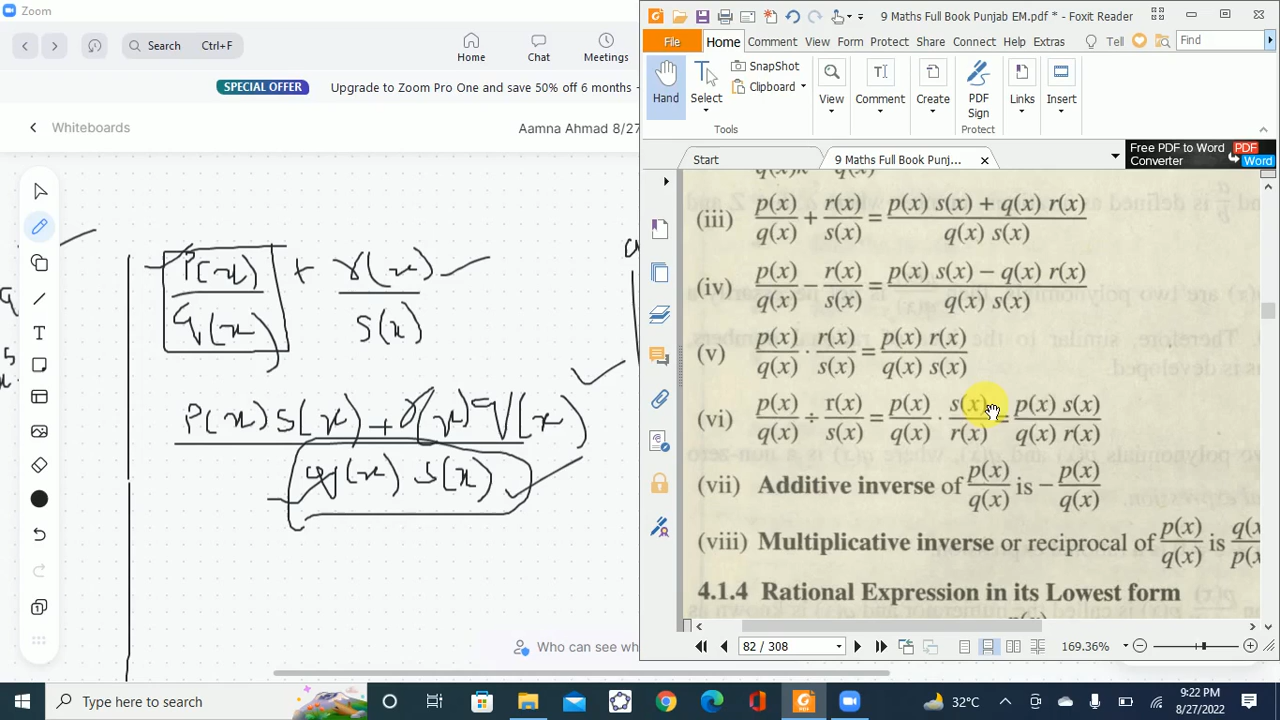 Zoom
Search Ctrl+F
Home
Chat
Meetings
SPECIAL OFFER Upgrade to Zoom Pro One and save 50% off 6 months -
Whiteboards
Aamna Ahmad 8/27
P(x)/q(x) + r(x)/s(x)
P(x) s(x) + r(x) q(x)
q(x) s(x)
Who can see wh
9 Maths Full Book Punjab EM.pdf * - Foxit Reader
File Home Comment View Form Protect Share Connect Help Extras Tell Find
Hand
Select
SnapShot
Clipboard
View
Comment
Create
PDF Sign
Links
Insert
Tools
Protect
Start
9 Maths Full Book Punj...
Free PDF to Word Converter
PDF
Word
(iii) p(x)/q(x) + r(x)/s(x) = p(x) s(x) + q(x) r(x)/q(x) s(x)
(iv) p(x)/q(x) r(x)/s(x) = p(x) s(x) − q(x) r(x)/q(x) s(x)
(v) p(x)/q(x) · r(x)/s(x) = p(x) r(x)/q(x) s(x)
(vi) p(x)/q(x) ÷ r(x)/s(x) = p(x)/q(x) · s(x)/r(x) = p(x) s(x)/q(x) r(x)
(vii) Additive inverse of p(x)/q(x) is − p(x)/q(x)
(viii) Multiplicative inverse or reciprocal of p(x)/q(x) is
4.1.4 Rational Expression in its Lowest form
82 / 308
169.36%
Type here to search
32°C
9:22 PM
8/27/2022